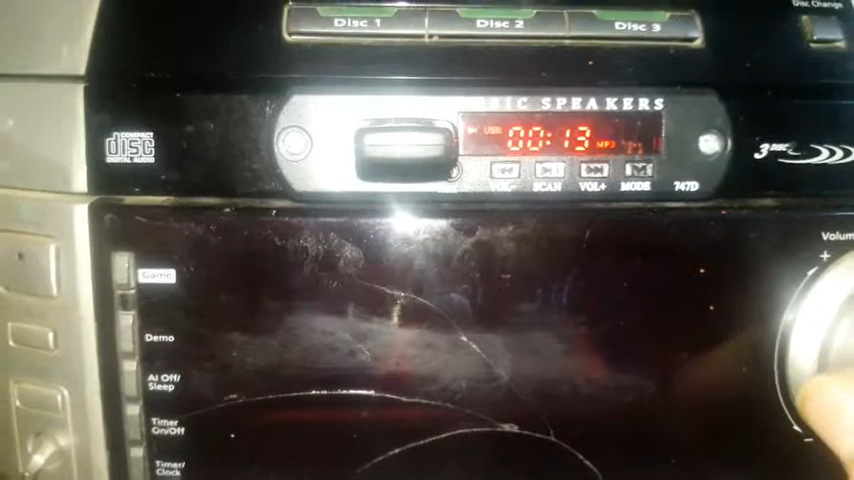 Disc Change
Disc 1 Disc 2 Disc 3
SPEAKERS
COMPACT
disc
DIGITAL AUDIO
USB
00:13
MP3
VOL- SCAN VOL+ MODE 747D
3 DISC
Volume
+
Game
Demo
AI Off/
Sleep
Timer
On/Off
Timer/
Clock